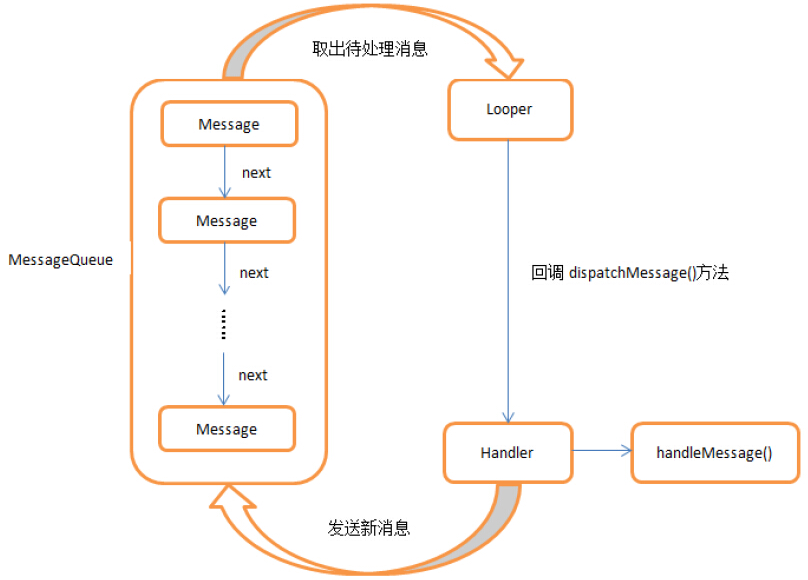 取出待处理消息
Message
Looper
next
Message
MessageQueue
next
回调 dispatchMessage()方法
next
Message
Handler
handleMessage()
发送新消息